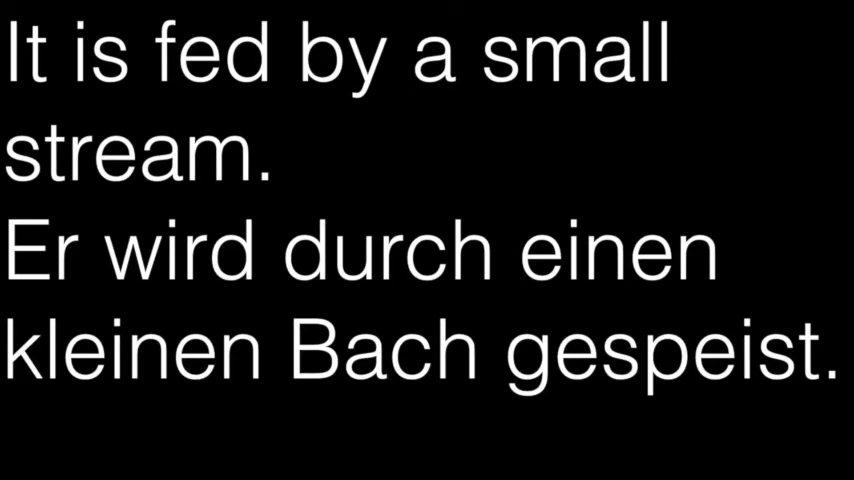 It is fed by a small
stream.
Er wird durch einen
kleinen Bach gespeist.